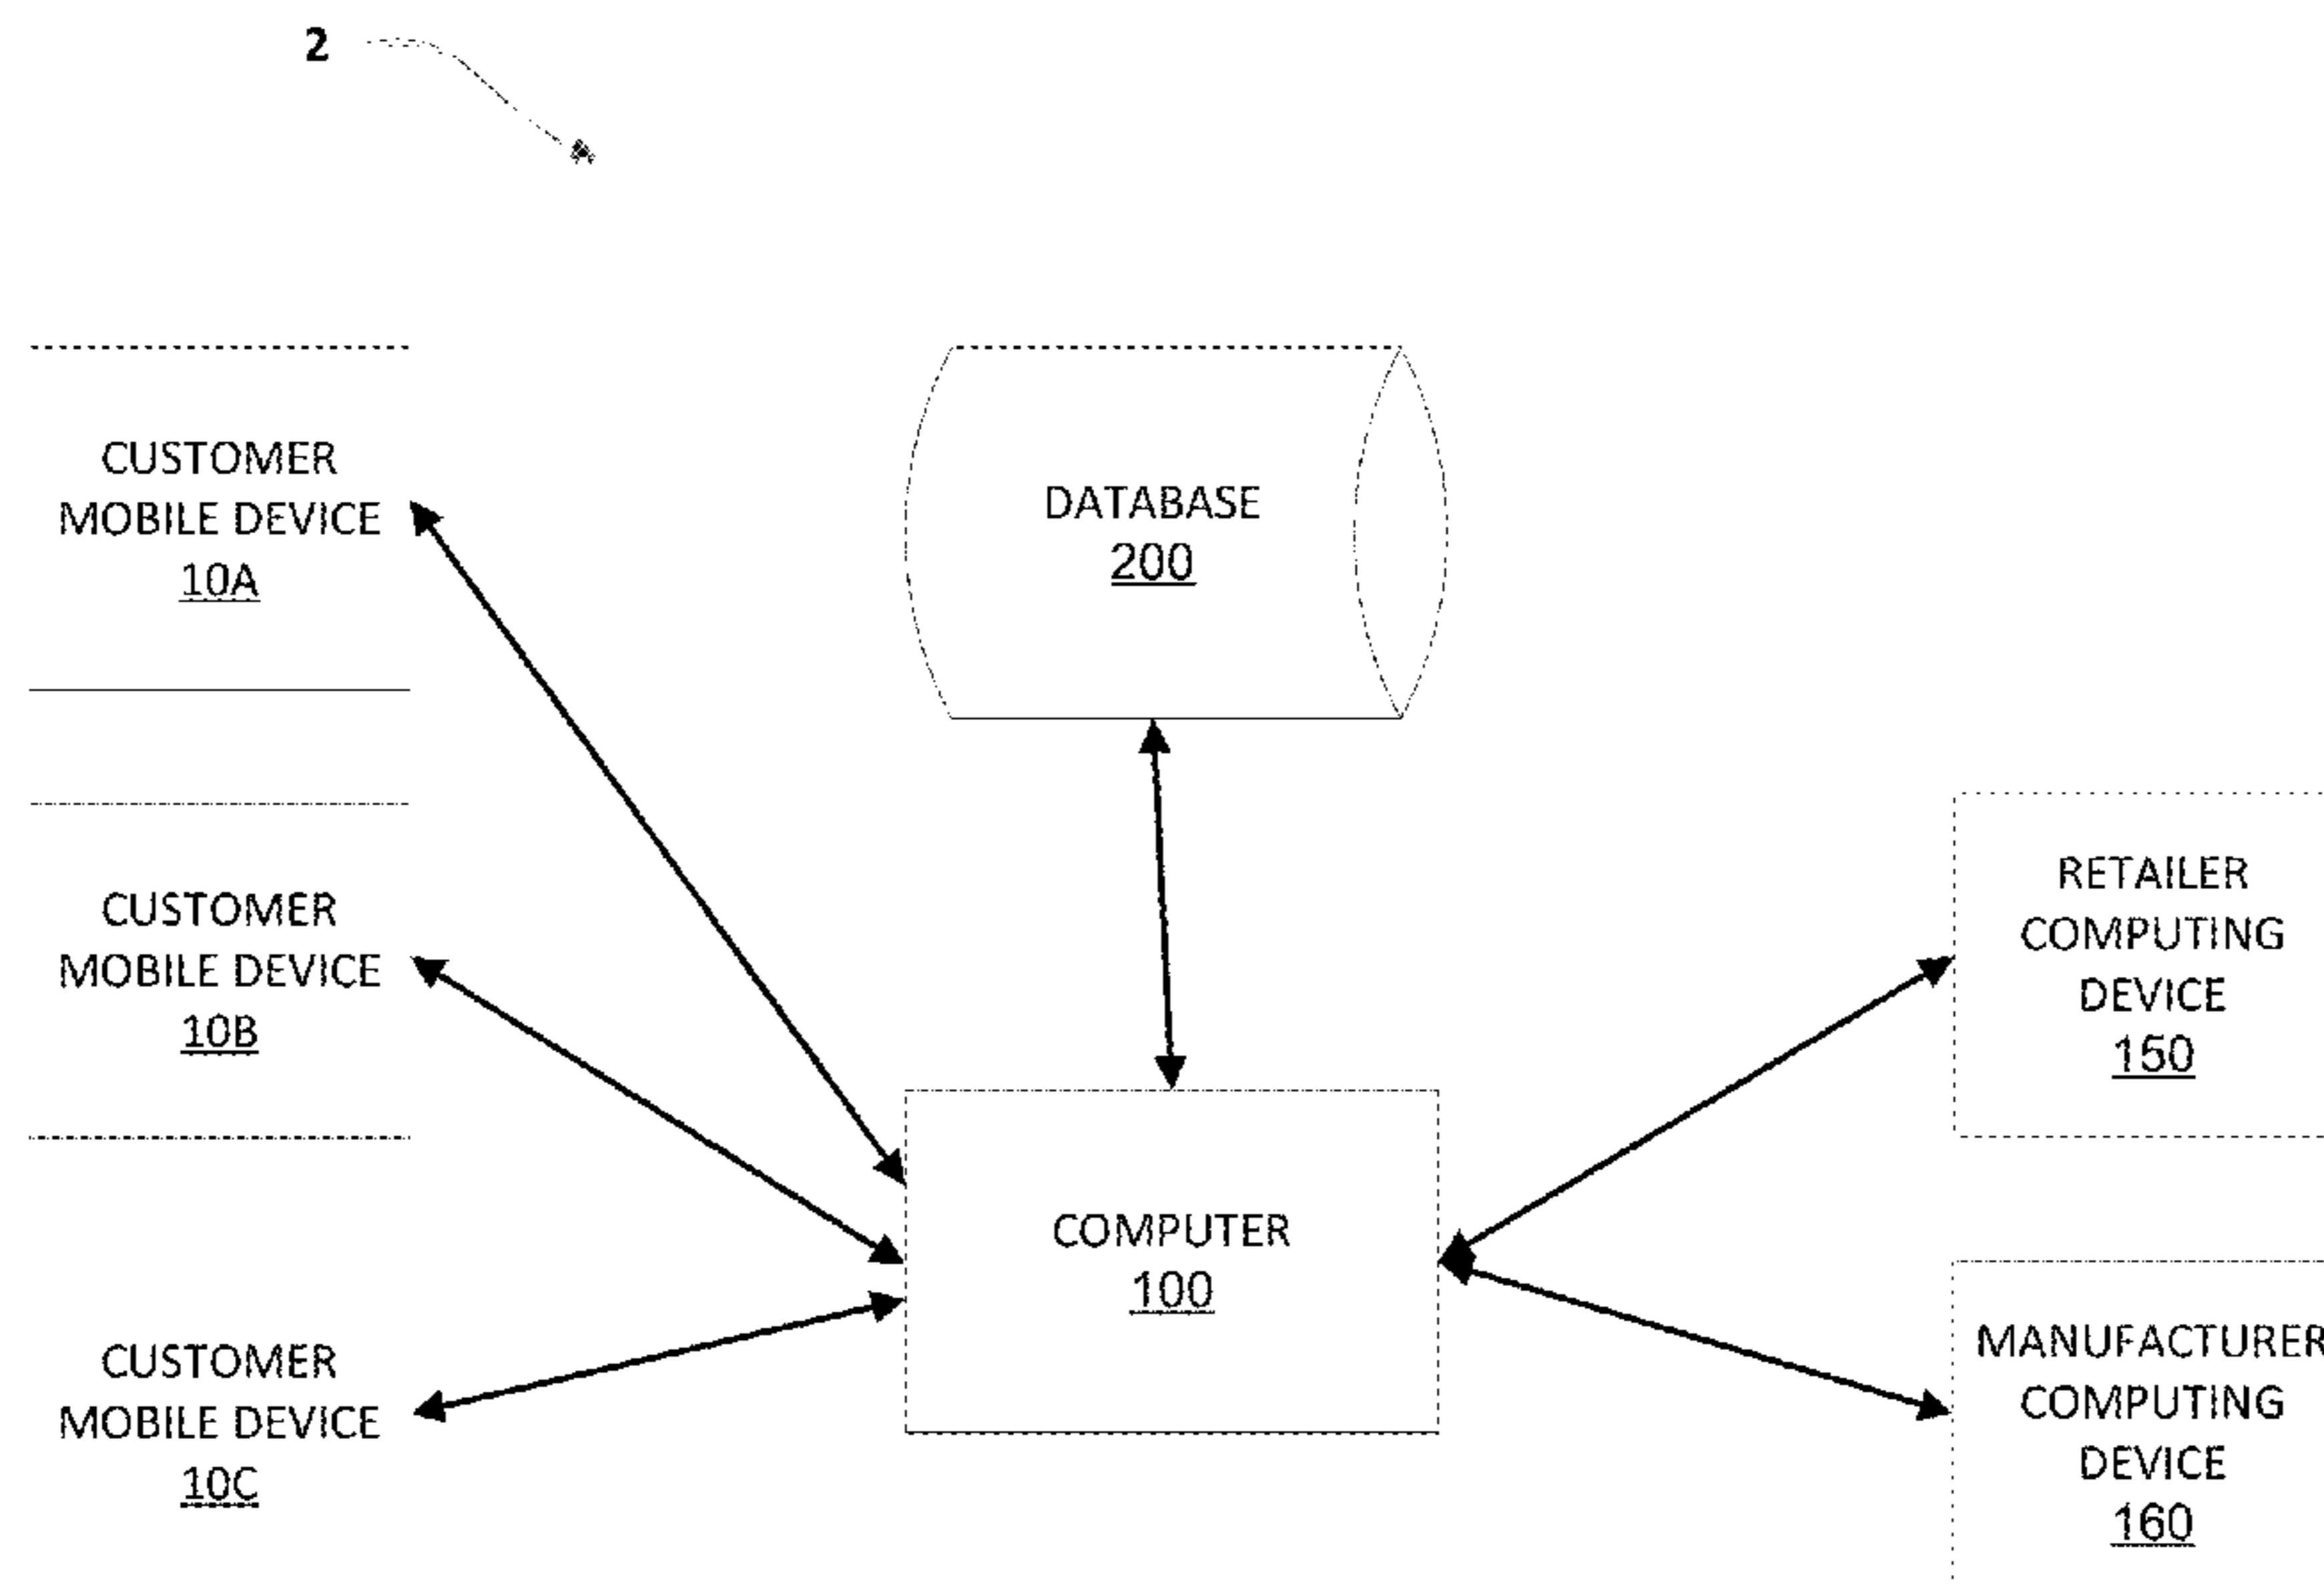 2
CUSTOMER
MOBILE DEVICE
10A
DATABASE
200
CUSTOMER
MOBILE DEVICE
10B
RETAILER
COMPUTING
DEVICE
150
COMPUTER
100
CUSTOMER
MOBILE DEVICE
10C
MANUFACTURER
COMPUTING
DEVICE
160